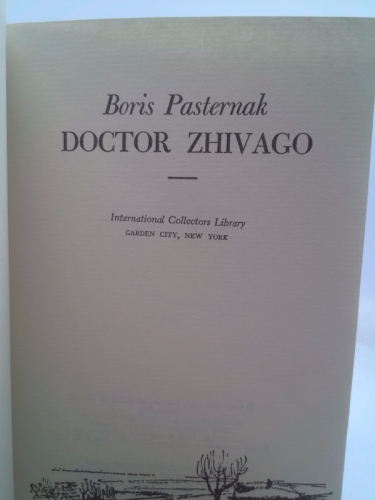 Boris Pasternak
DOCTOR ZHIVAGO
International Collectors Library
GARDEN CITY, NEW YORK